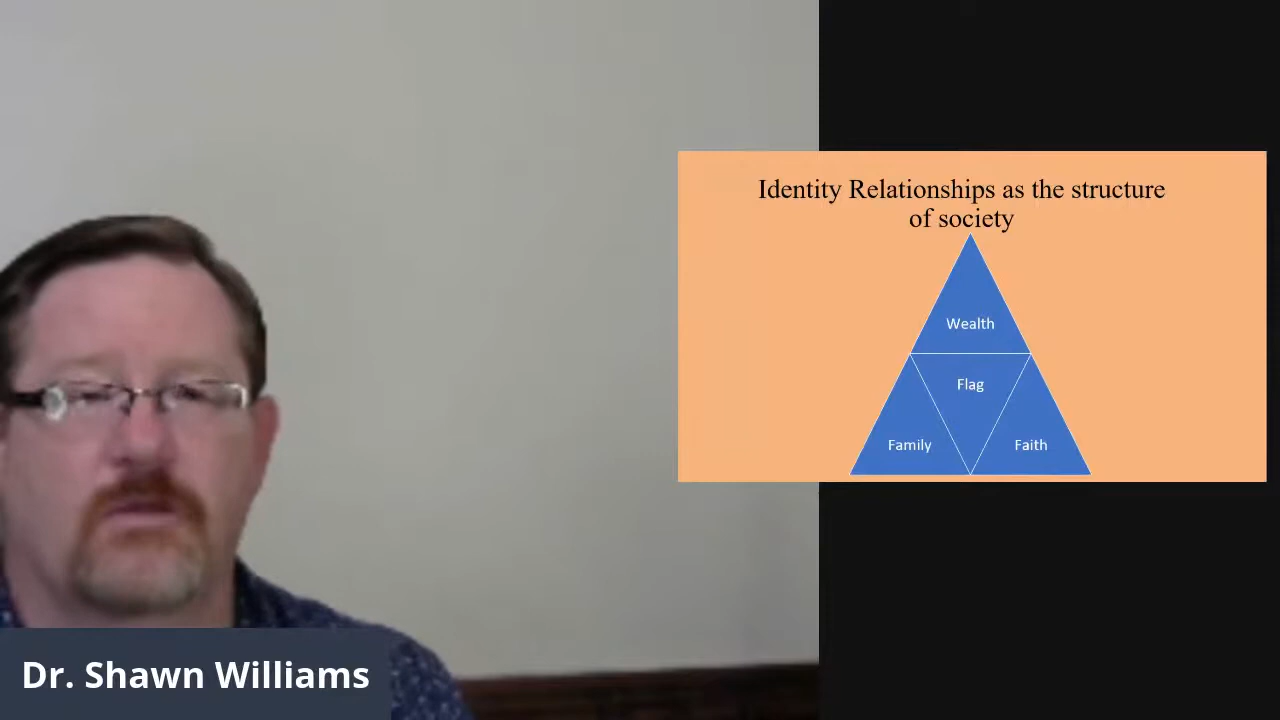 Identity Relationships as the structure
of society
Wealth
Flag
Family
Faith
Dr. Shawn Williams